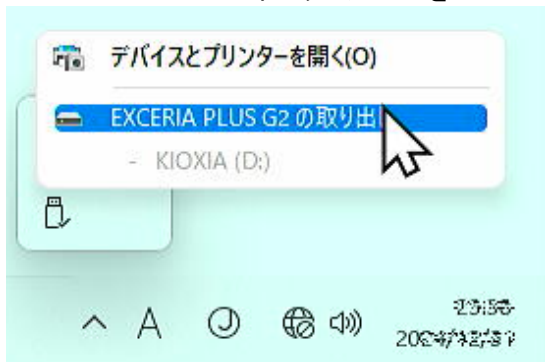 デバイスとプリンターを開く(O)
EXCERIA PLUS G2 の取り出
- KIOXIA (D:)
A